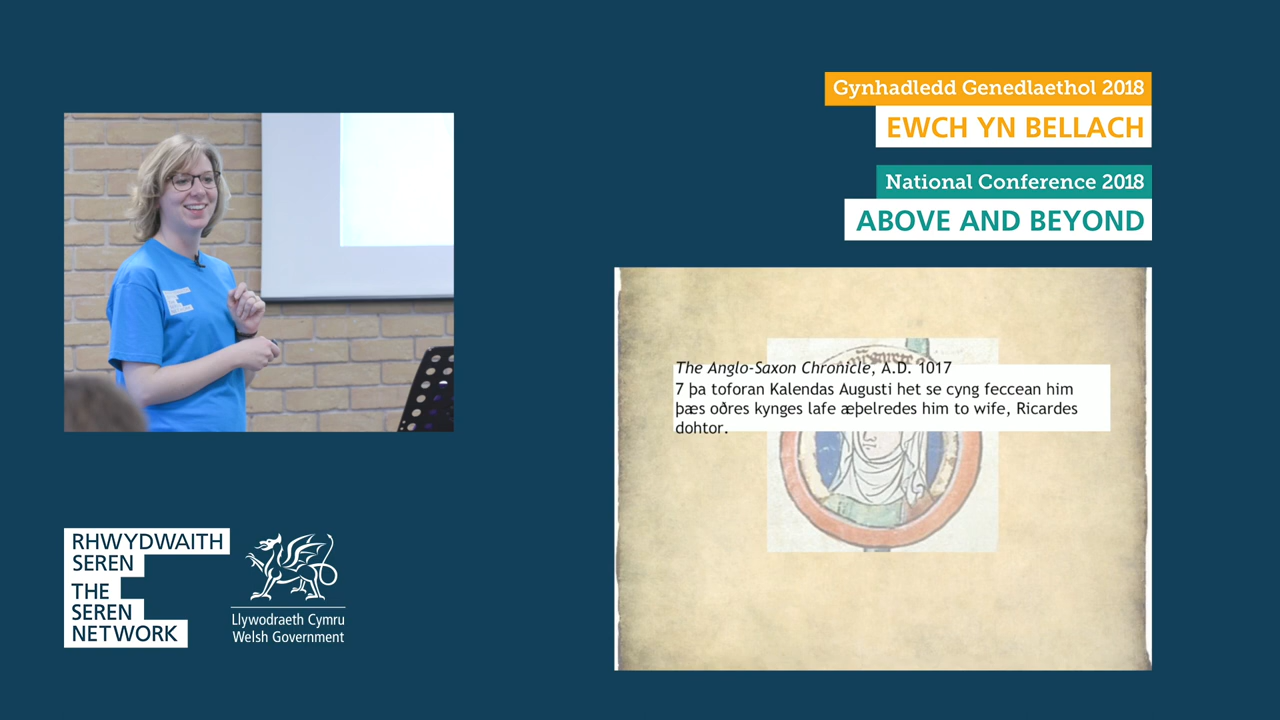 Gynhadledd Genedlaethol 2018
EWCH YN BELLACH
National Conference 2018
ABOVE AND BEYOND
The Anglo-Saxon Chronicle, A.D. 1017
7 þa toforan Kalendas Augusti het se cyng feccean him
þæs oðres kynges lafe æþelredes him to wife, Ricardes
dohtor.
RHWYDWAITH
SEREN
THE
SEREN
NETWORK
Llywodraeth Cymru
Welsh Government